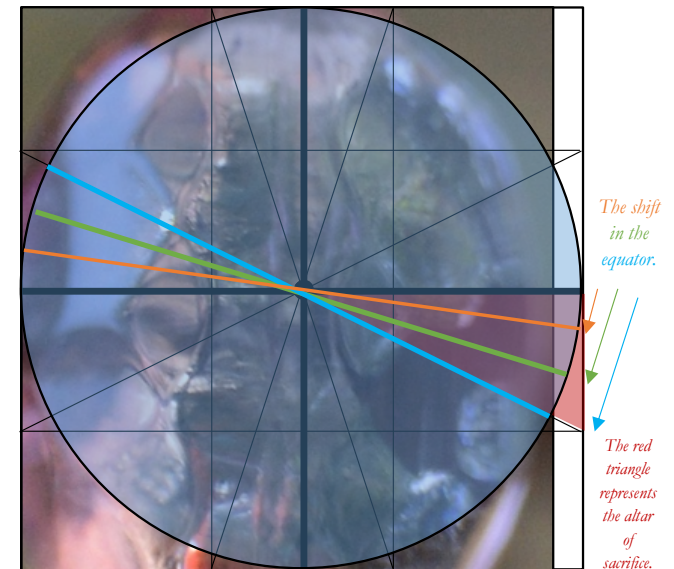 The shift
in the
equator.
The red
triangle
represents
the altar
of
sacrifice.